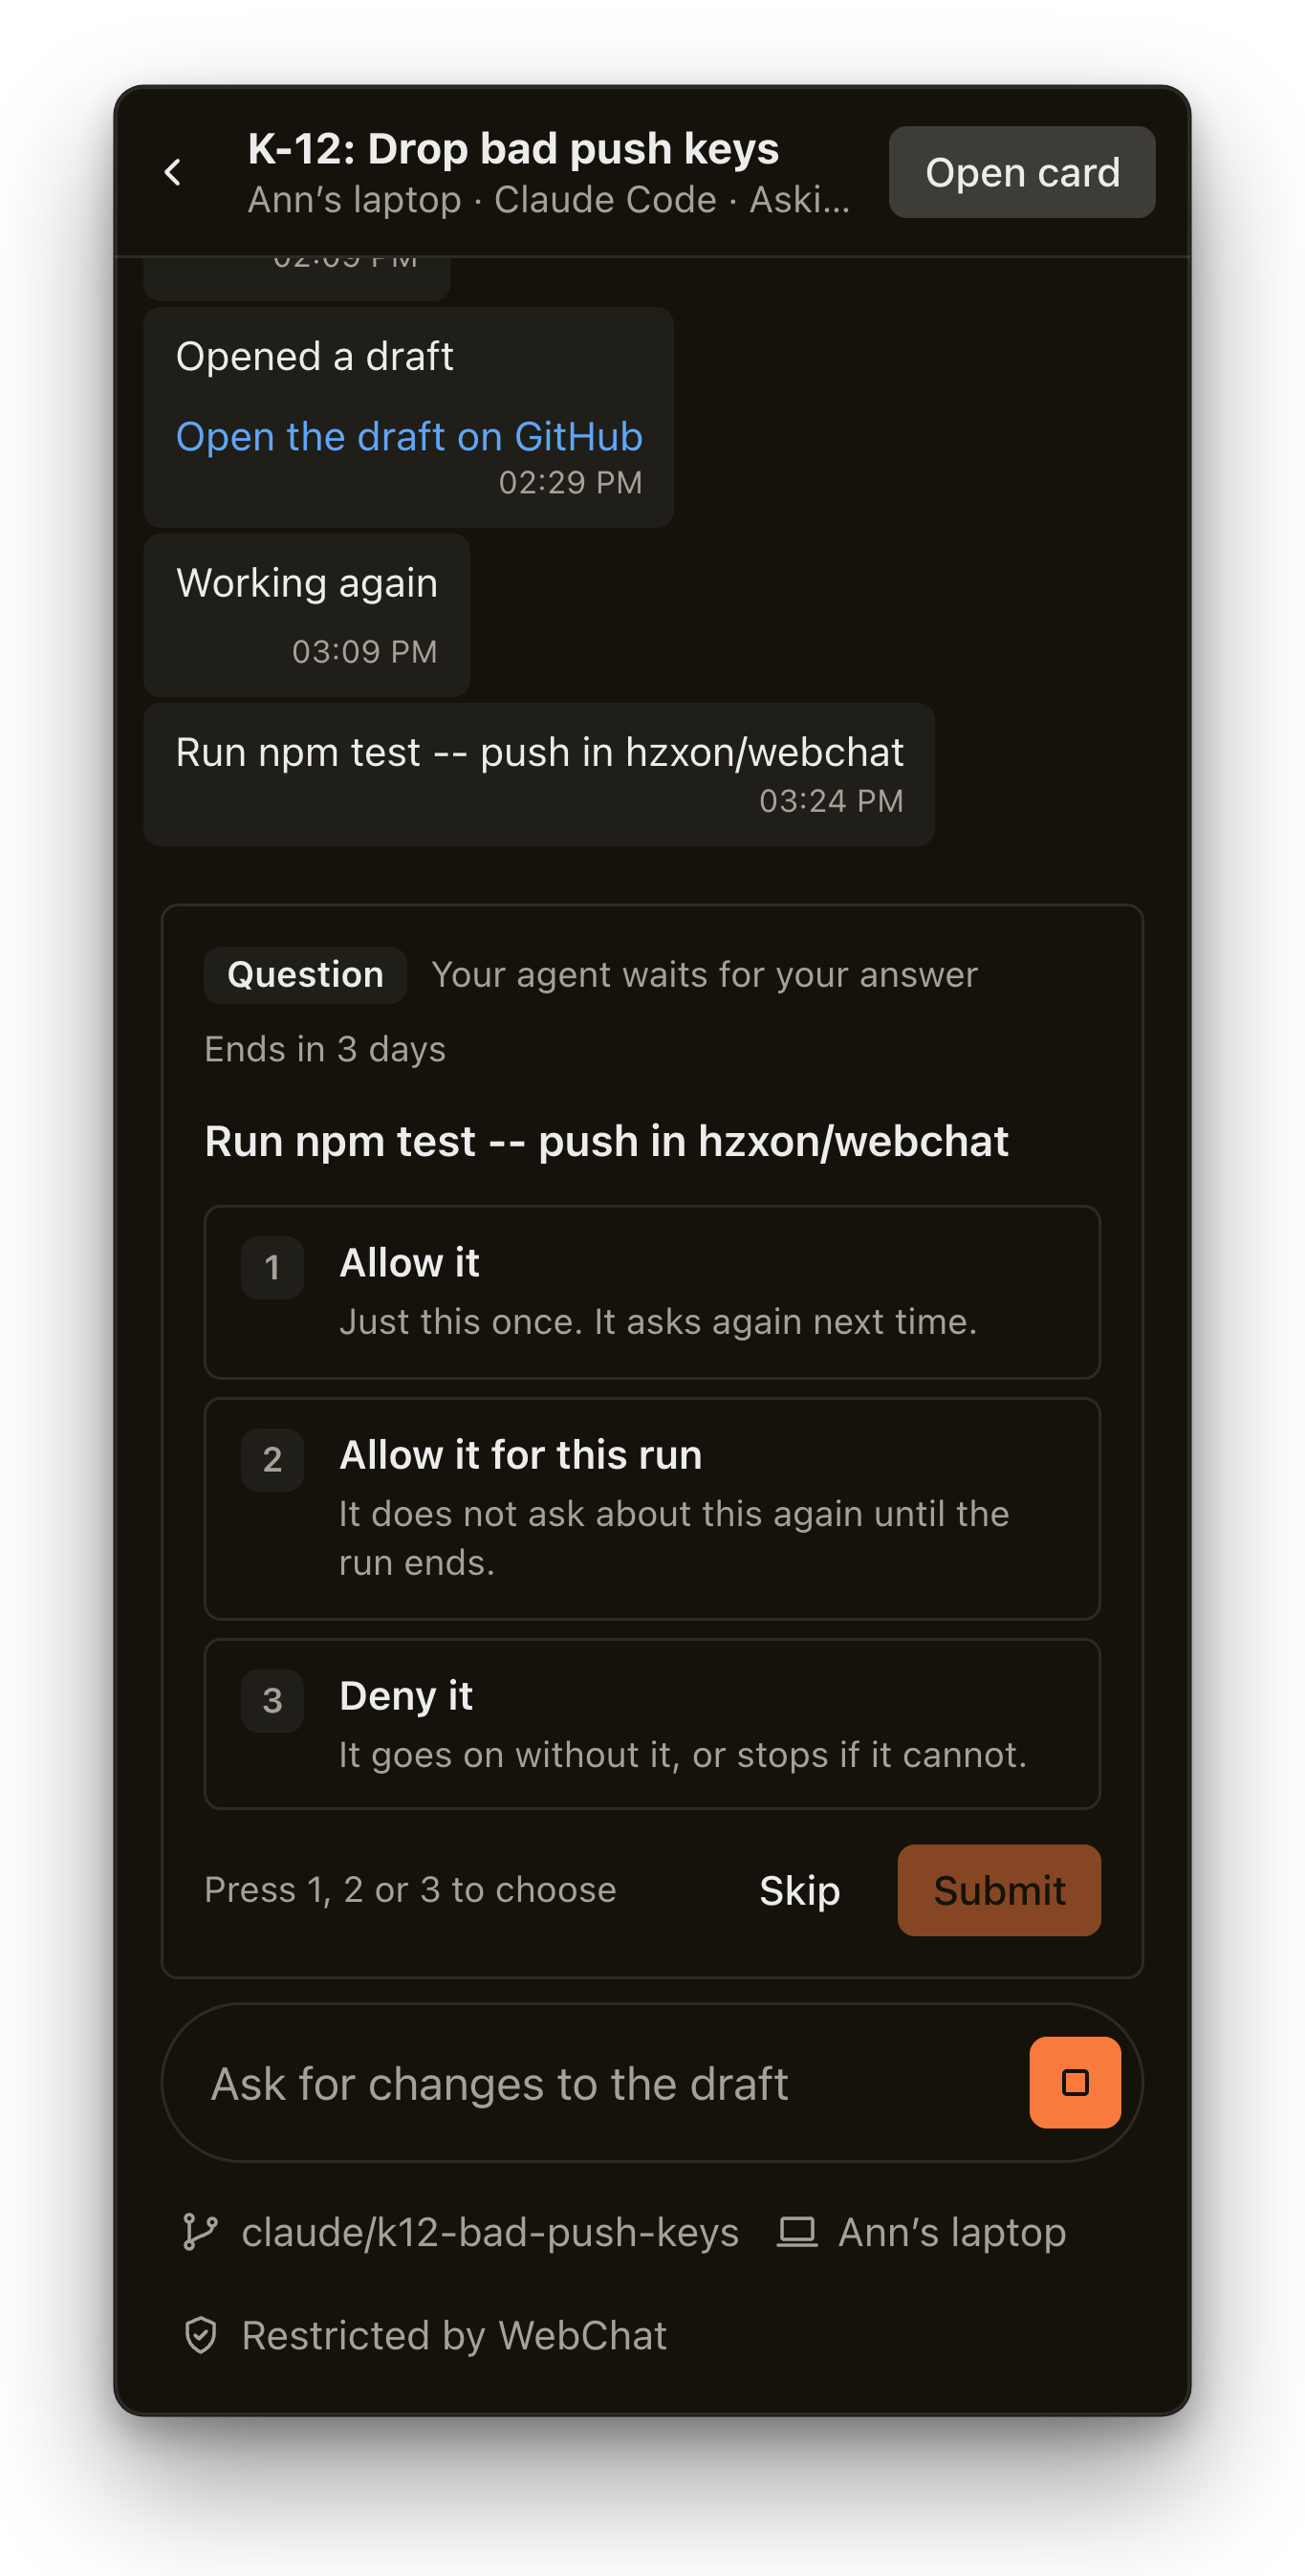 K-12: Drop bad push keys
Ann’s laptop · Claude Code · Aski...
Open card
02:09 PM
Opened a draft
Open the draft on GitHub
02:29 PM
Working again
03:09 PM
Run npm test -- push in hzxon/webchat
03:24 PM
Question
Your agent waits for your answer
Ends in 3 days
Run npm test -- push in hzxon/webchat
1
Allow it
Just this once. It asks again next time.
2
Allow it for this run
It does not ask about this again until the
run ends.
3
Deny it
It goes on without it, or stops if it cannot.
Press 1, 2 or 3 to choose
Skip
Submit
Ask for changes to the draft
claude/k12-bad-push-keys
Ann’s laptop
Restricted by WebChat